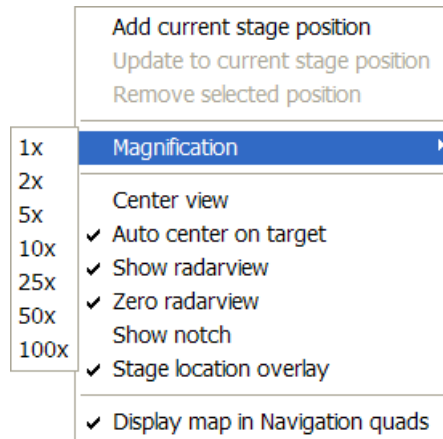 Add current stage position
Update to current stage position
Remove selected position
Magnification
1x
2x
5x
10x
25x
50x
100x
Center view
Auto center on target
Show radarview
Zero radarview
Show notch
Stage location overlay
Display map in Navigation quads